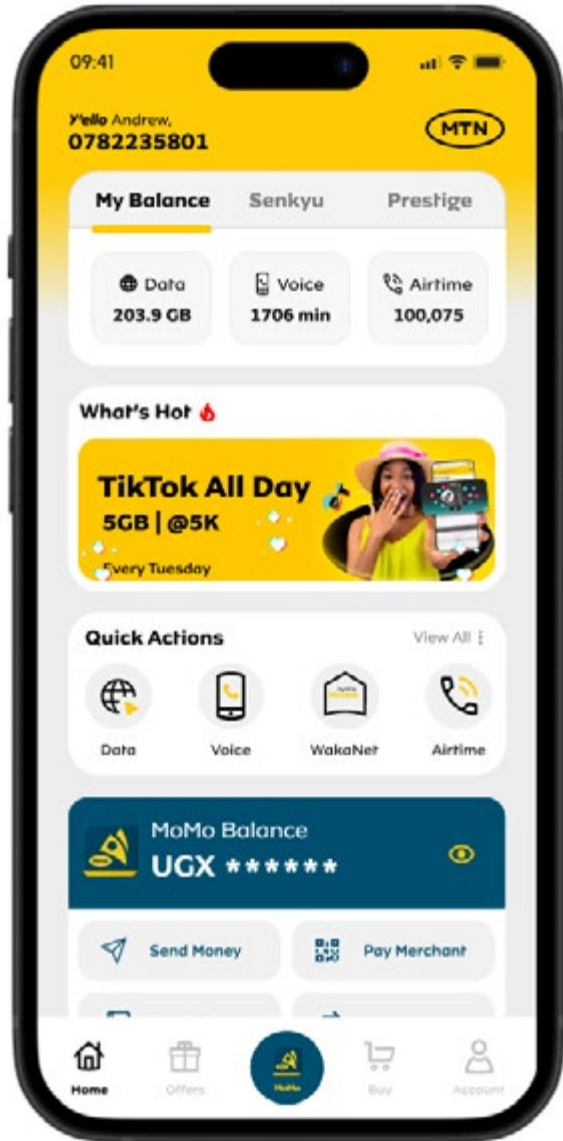 09:41
Y'ello Andrew,
0782235801
MTN
My Balance Senkyu Prestige
Data Voice Airtime
203.9 GB 1706 min 100,075
What's Hot
TikTok All Day
5GB | @5K
Every Tuesday
Quick Actions View All
Data Voice WakaNet Airtime
MoMo Balance
UGX ******
Send Money Pay Merchant
Home Offers MoMo Buy Account